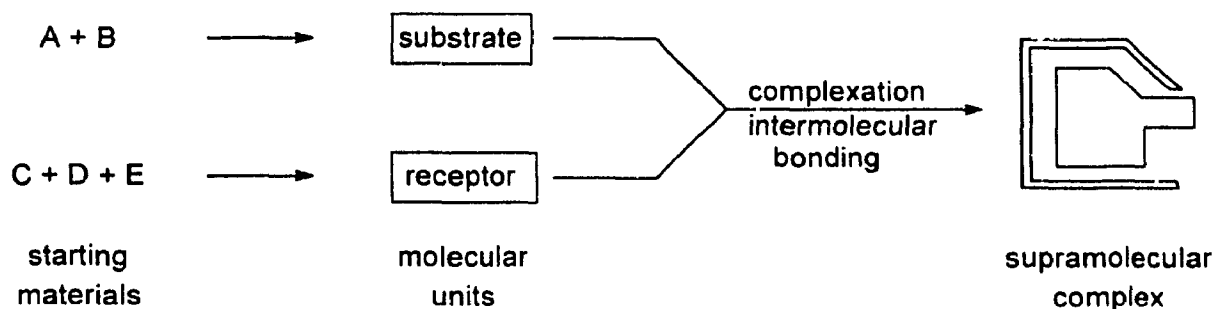 A + B
substrate
complexation
intermolecular
bonding
C + D + E
receptor
starting
materials
molecular
units
supramolecular
complex